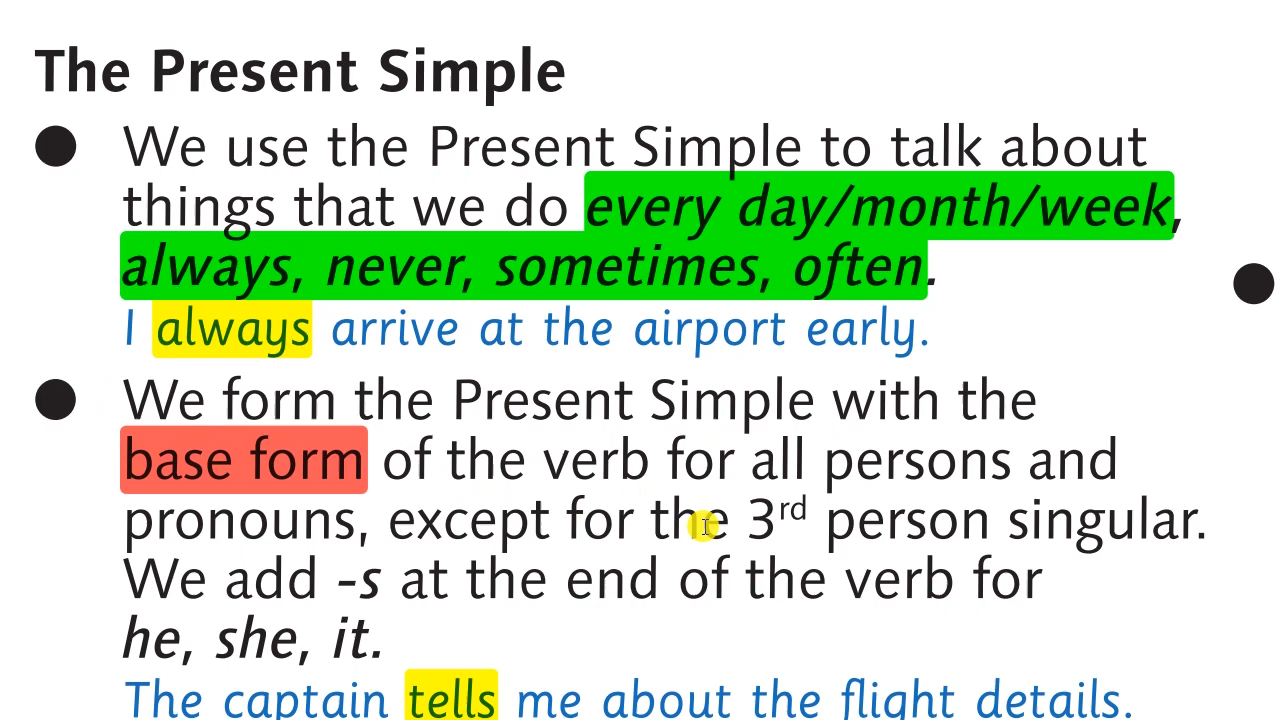 The Present Simple
● We use the Present Simple to talk about
things that we do every day/month/week,
always, never, sometimes, often.
I always arrive at the airport early.
● We form the Present Simple with the
base form of the verb for all persons and
pronouns, except for the 3rd person singular.
We add -s at the end of the verb for
he, she, it.
The captain tells me about the flight details.